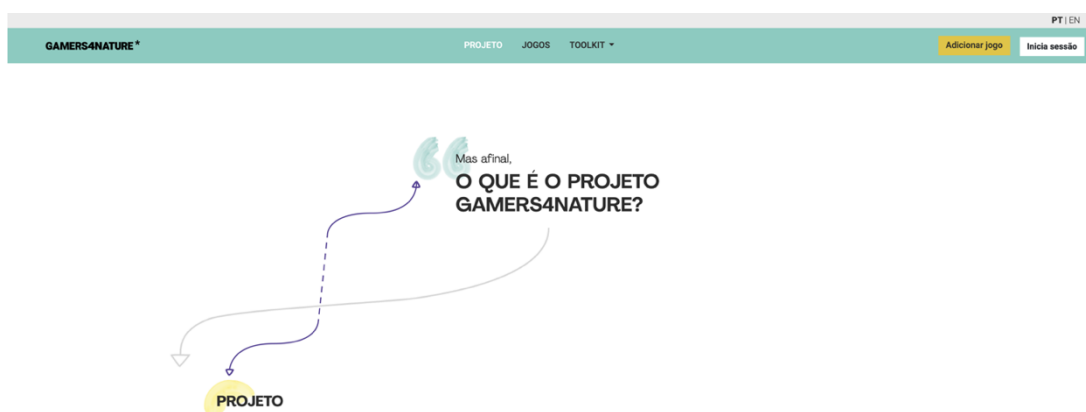 PT | EN
GAMERS4NATURE*
PROJETO JOGOS TOOLKIT
Adicionar jogo
Inicia sessão
Mas afinal,
O QUE É O PROJETO
GAMERS4NATURE?
PROJETO